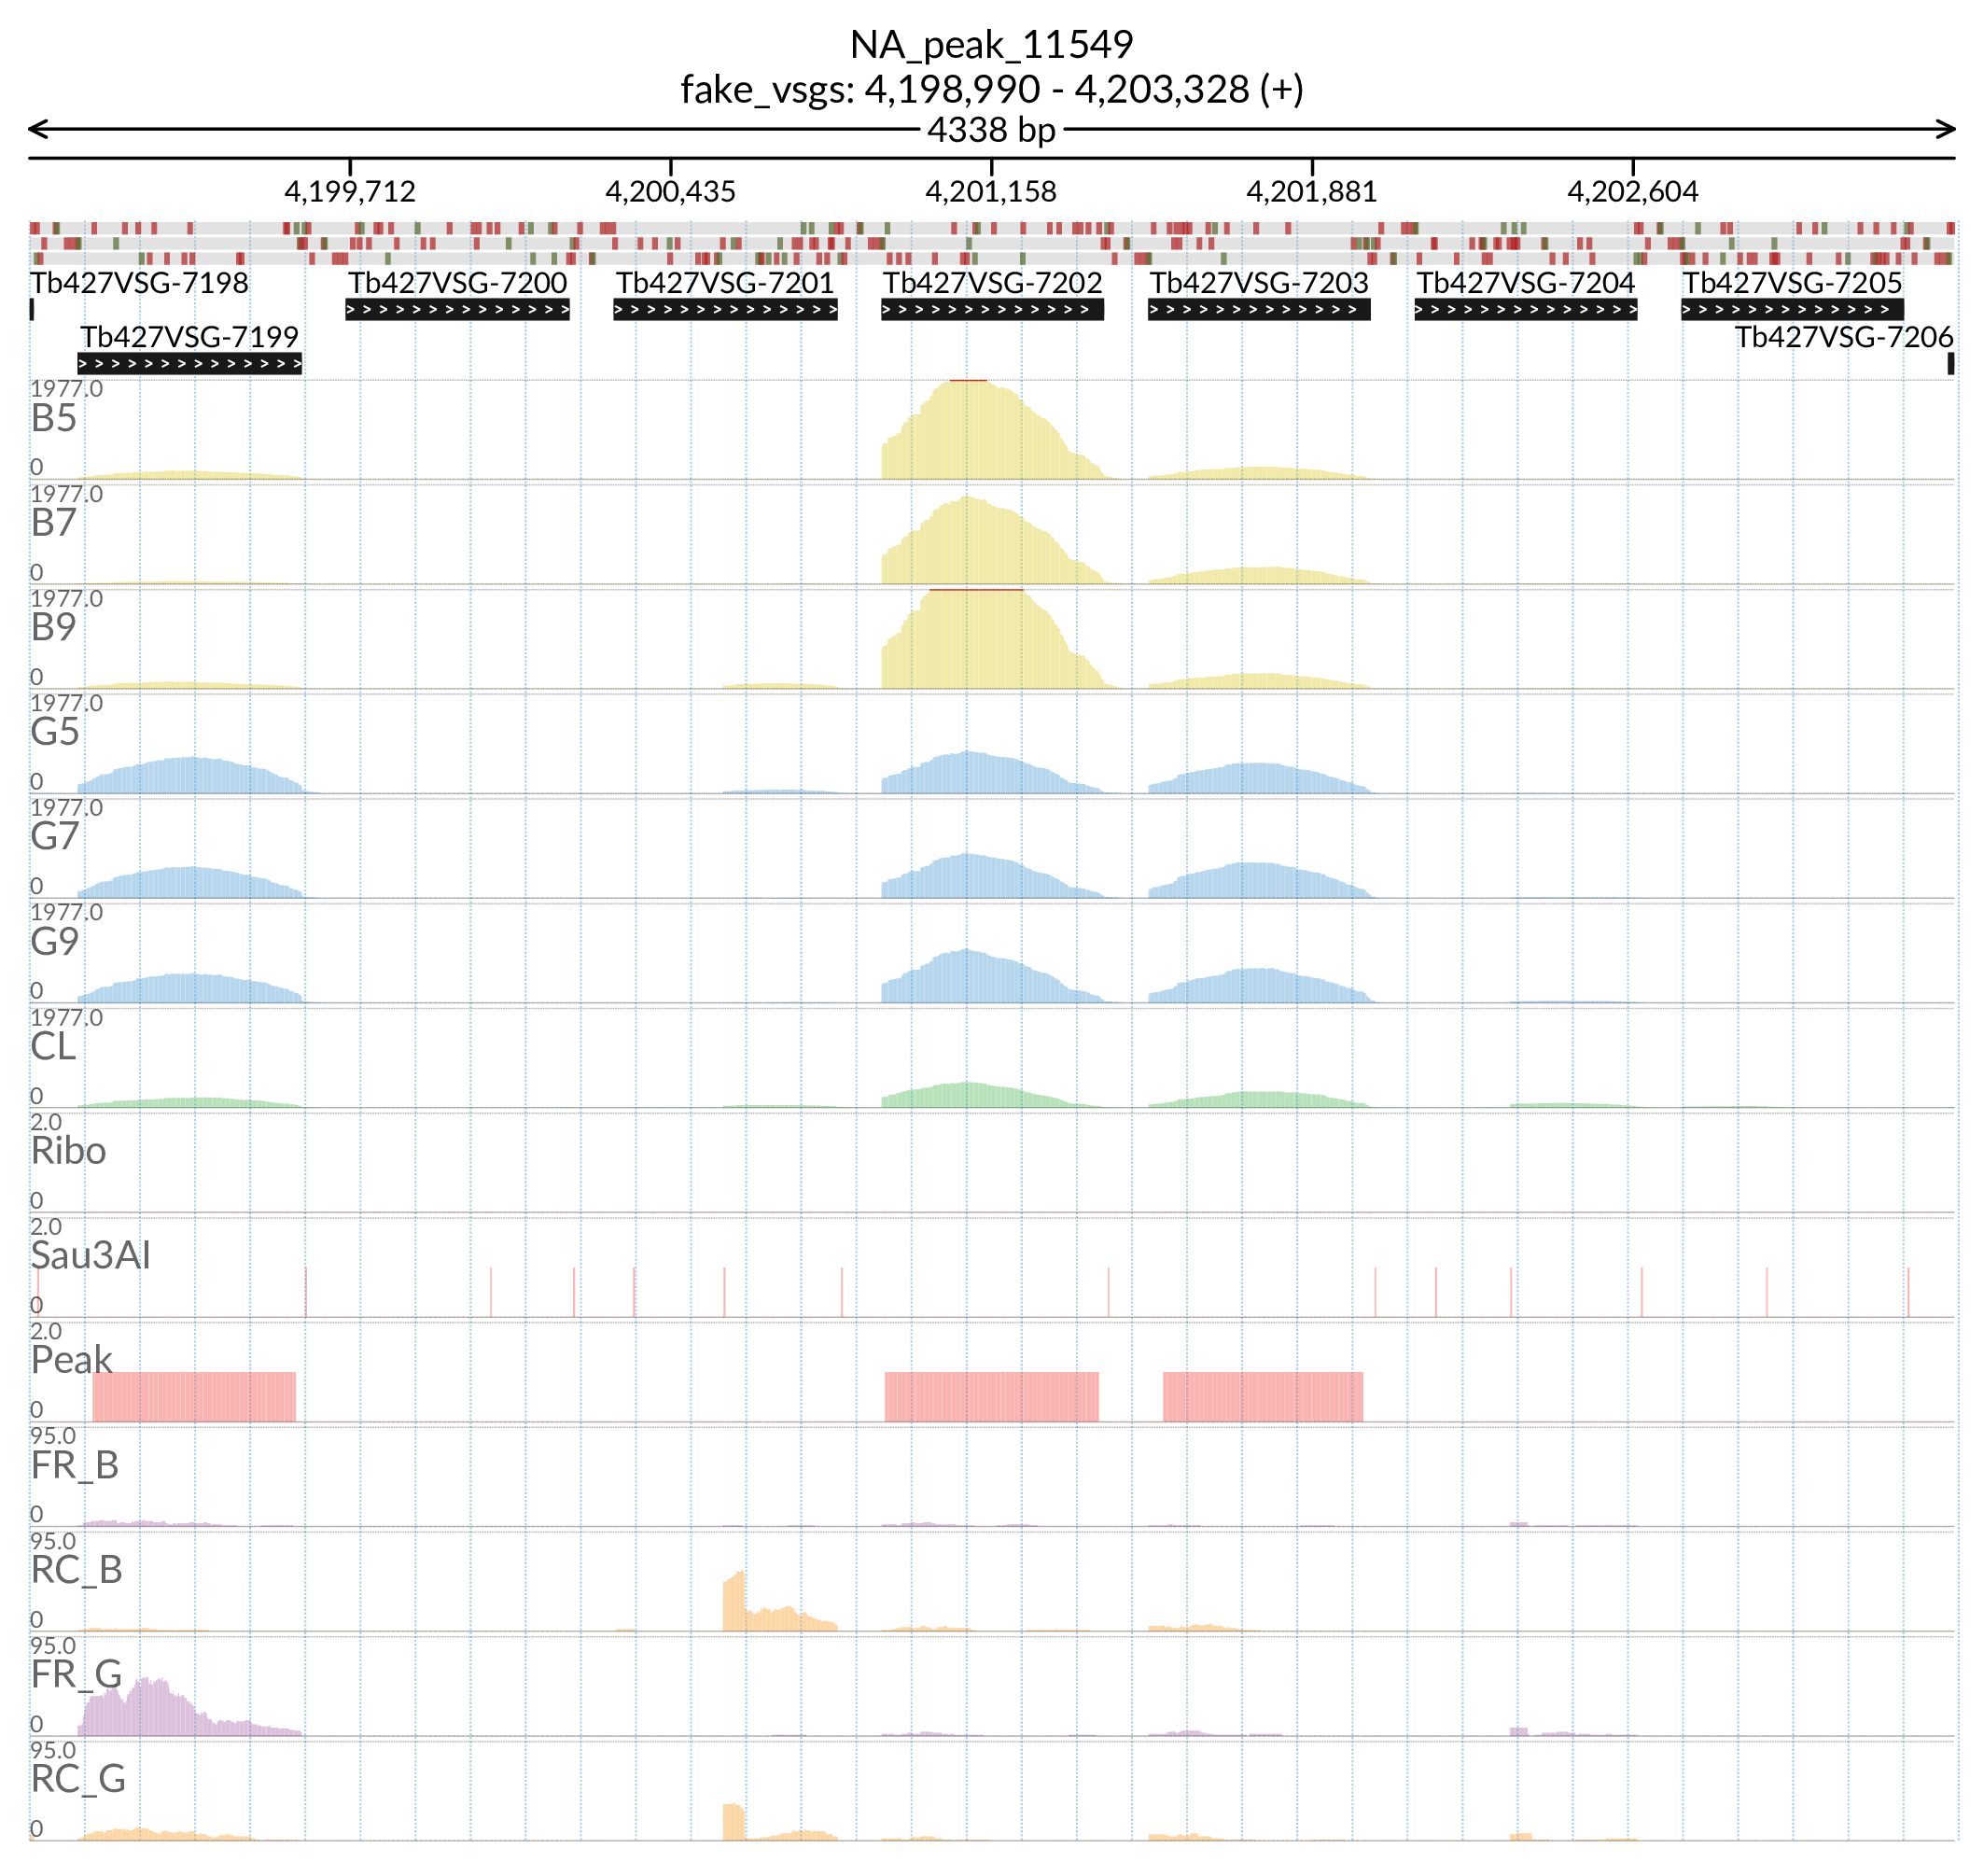 NA_peak_11549
fake_vsgs: 4,198,990 - 4,203,328 (+)
4338 bp
4,199,712 4,200,435 4,201,158 4,201,881 4,202,604
Tb427VSG-7198 Tb427VSG-7200 Tb427VSG-7201 Tb427VSG-7202 Tb427VSG-7203 Tb427VSG-7204 Tb427VSG-7205
Tb427VSG-7199 Tb427VSG-7206
1977.0
B5
0
1977.0
B7
0
1977.0
B9
0
1977.0
G5
0
1977.0
G7
0
1977.0
G9
0
1977.0
CL
0
2.0
Ribo
0
2.0
Sau3AI
0
2.0
Peak
0
95.0
FR_B
0
95.0
RC_B
0
95.0
FR_G
0
95.0
RC_G
0